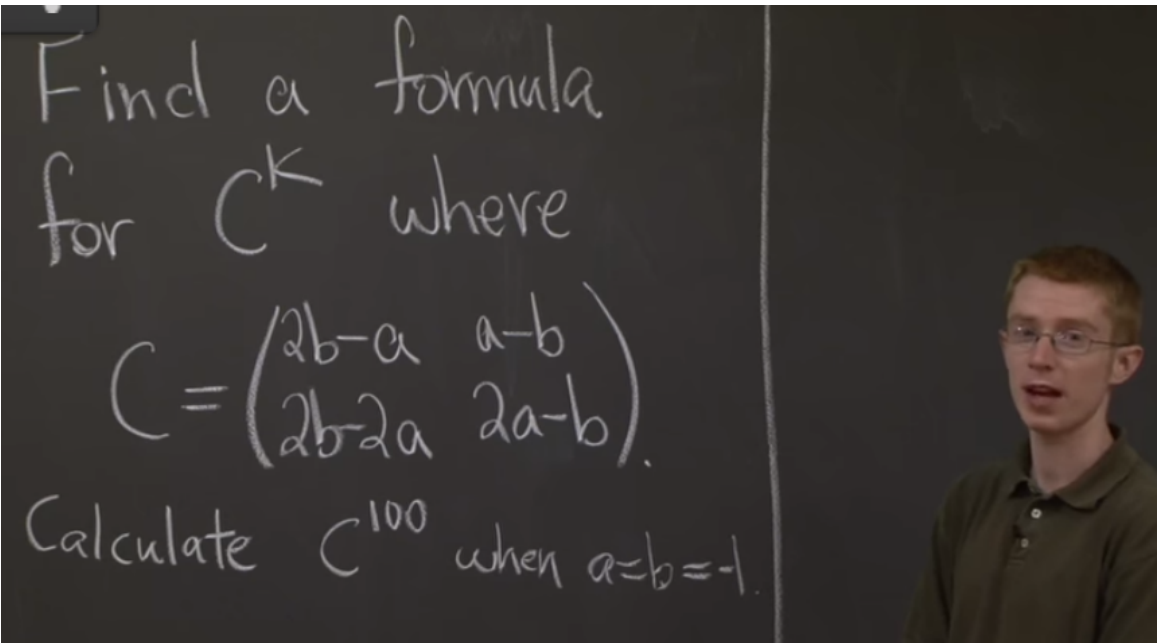 Find a formula
for C^K where
C = (2b-a a-b
2b-2a 2a-b).
Calculate C^100 when a=b=-1.